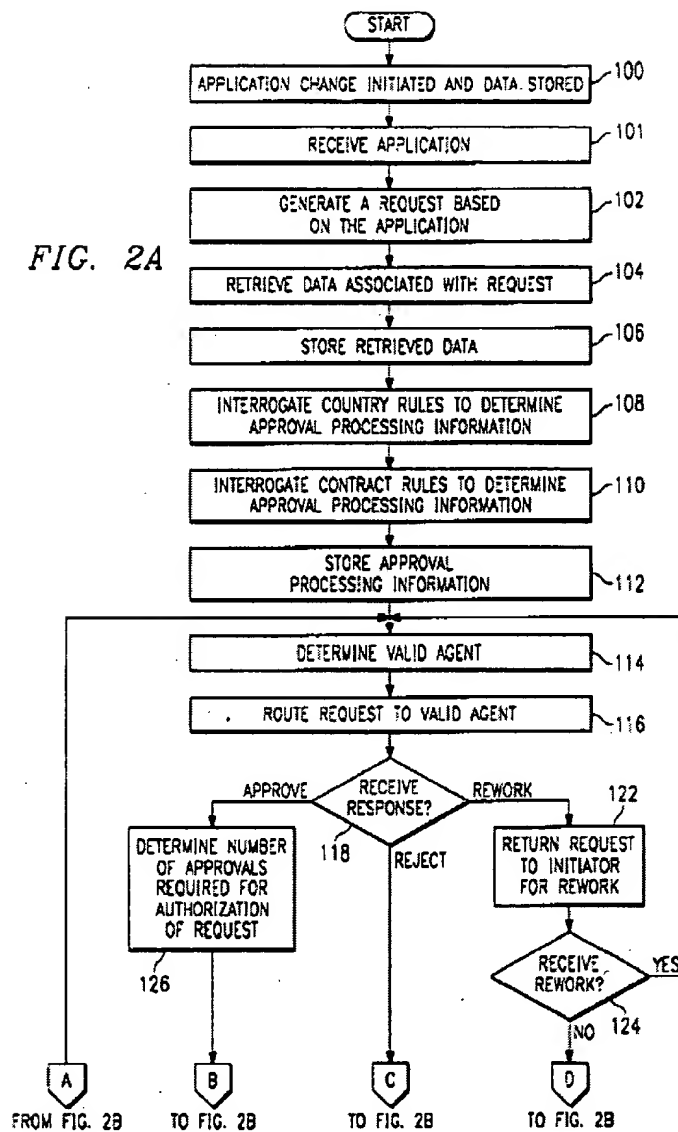 START
APPLICATION CHANGE INITIATED AND DATA STORED
100
RECEIVE APPLICATION
101
GENERATE A REQUEST BASED
ON THE APPLICATION
102
FIG. 2A
RETRIEVE DATA ASSOCIATED WITH REQUEST
104
STORE RETRIEVED DATA
106
INTERROGATE COUNTRY RULES TO DETERMINE
APPROVAL PROCESSING INFORMATION
108
INTERROGATE CONTRACT RULES TO DETERMINE
APPROVAL PROCESSING INFORMATION
110
STORE APPROVAL
PROCESSING INFORMATION
112
DETERMINE VALID AGENT
114
ROUTE REQUEST TO VALID AGENT
116
APPROVE
RECEIVE
RESPONSE?
REWORK
118
REJECT
122
DETERMINE NUMBER
OF APPROVALS
REQUIRED FOR
AUTHORIZATION
OF REQUEST
126
RETURN REQUEST
TO INITIATOR
FOR REWORK
RECEIVE
REWORK?
YES
124
NO
A
B
C
D
FROM FIG. 2B
TO FIG. 2B
TO FIG. 2B
TO FIG. 2B